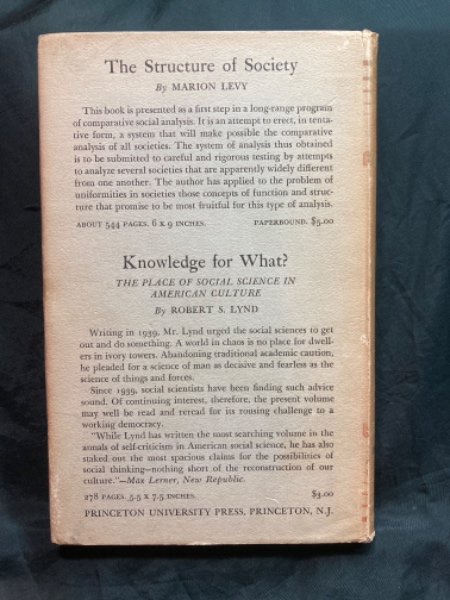 The Structure of Society
By MARION LEVY
This book is presented as a first step in a long-range program
of comparative social analysis. It is an attempt to erect, in tenta-
tive form, a system that will make possible the comparative
analysis of all societies. The system of analysis thus obtained
is to be submitted to careful and rigorous testing by attempts
to analyze several societies that are apparently widely different
from one another. The author has applied to the problem of
uniformities in societies those concepts of function and struc-
ture that promise to be most fruitful for this type of analysis.
ABOUT 544 PAGES. 6 X 9 INCHES. PAPERBOUND. $5.00
Knowledge for What?
THE PLACE OF SOCIAL SCIENCE IN
AMERICAN CULTURE
By ROBERT S. LYND
Writing in 1939, Mr. Lynd urged the social sciences to get
out and do something. A world in chaos is no place for dwell-
ers in ivory towers. Abandoning traditional academic caution,
he pleaded for a science of man as decisive and fearless as the
science of things and forces.
Since 1939, social scientists have been finding such advice
sound. Of continuing interest, therefore, the present volume
may well be read and reread for its rousing challenge to a
working democracy.
"While Lynd has written the most searching volume in the
annals of self-criticism in American social science, he has also
staked out the most spacious claims for the possibilities of
social thinking—nothing short of the reconstruction of our
culture."—Max Lerner, New Republic.
278 PAGES. 5.5 X 7.5 INCHES. $3.00
PRINCETON UNIVERSITY PRESS, PRINCETON, N.J.